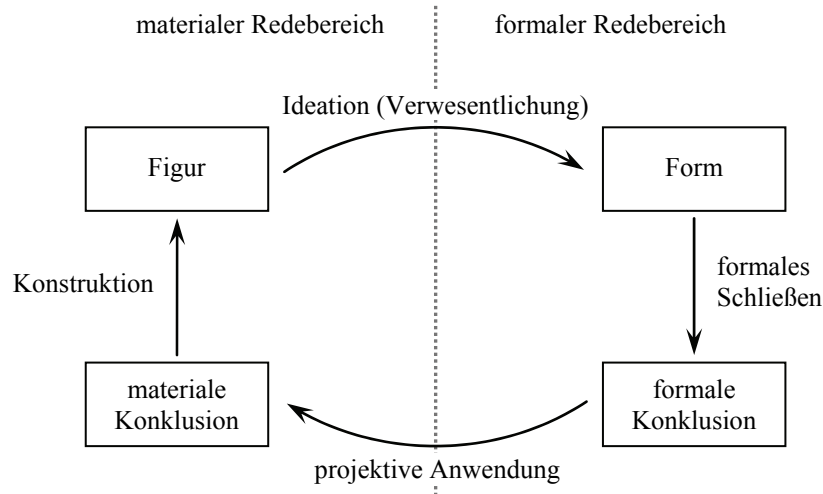 materialer Redebereich
formaler Redebereich
Ideation (Verwesentlichung)
Figur
Form
Konstruktion
formales
Schließen
materiale
Konklusion
formale
Konklusion
projektive Anwendung